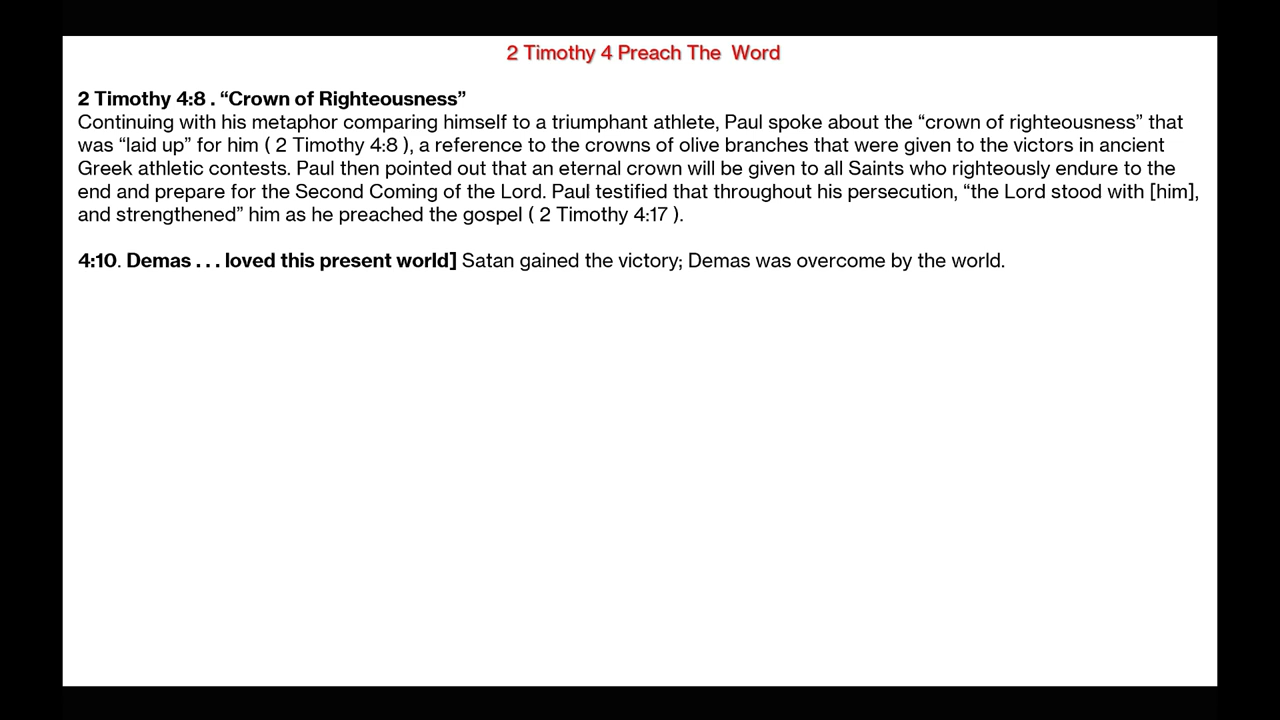 2 Timothy 4 Preach The  Word
2 Timothy 4:8 . “Crown of Righteousness”
Continuing with his metaphor comparing himself to a triumphant athlete, Paul spoke about the “crown of righteousness” that
was “laid up” for him ( 2 Timothy 4:8 ), a reference to the crowns of olive branches that were given to the victors in ancient
Greek athletic contests. Paul then pointed out that an eternal crown will be given to all Saints who righteously endure to the
end and prepare for the Second Coming of the Lord. Paul testified that throughout his persecution, “the Lord stood with [him],
and strengthened” him as he preached the gospel ( 2 Timothy 4:17 ).
4:10. Demas . . . loved this present world] Satan gained the victory; Demas was overcome by the world.